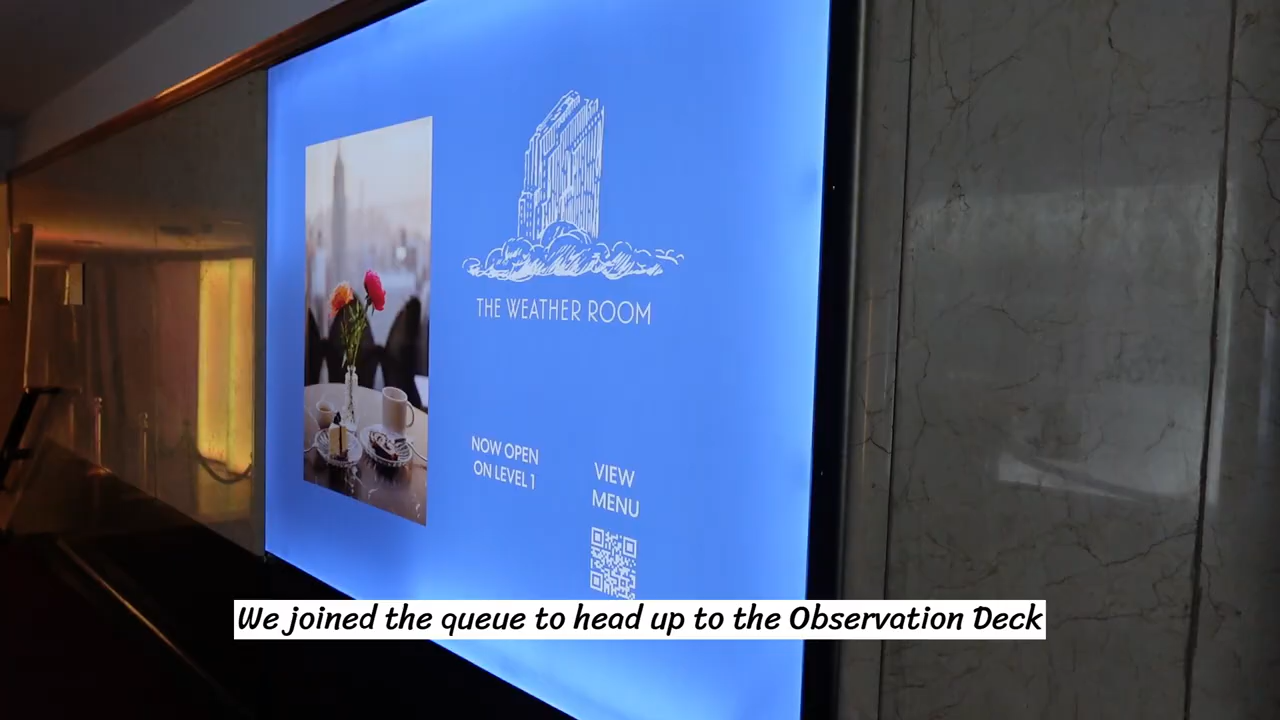 THE WEATHER ROOM
NOW OPEN
ON LEVEL 1
VIEW
MENU
We joined the queue to head up to the Observation Deck